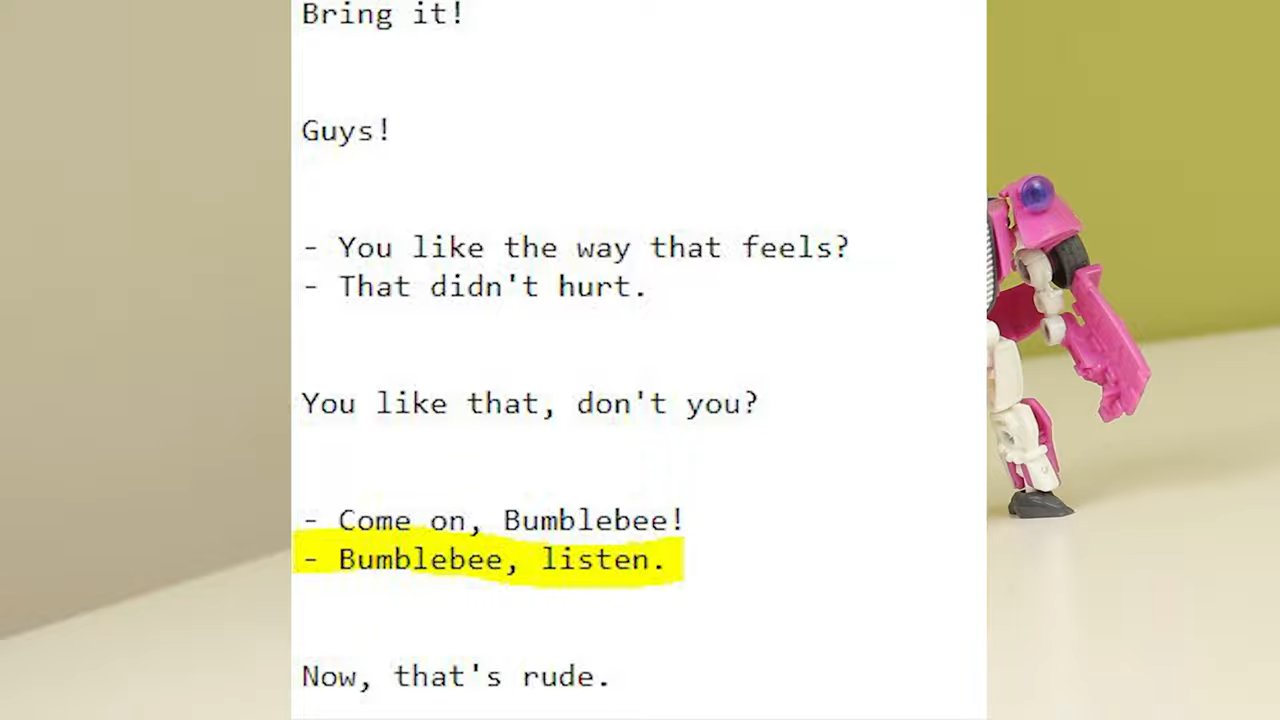 Bring it!
Guys!
- You like the way that feels?
- That didn't hurt.
You like that, don't you?
- Come on, Bumblebee!
- Bumblebee, listen.
Now, that's rude.